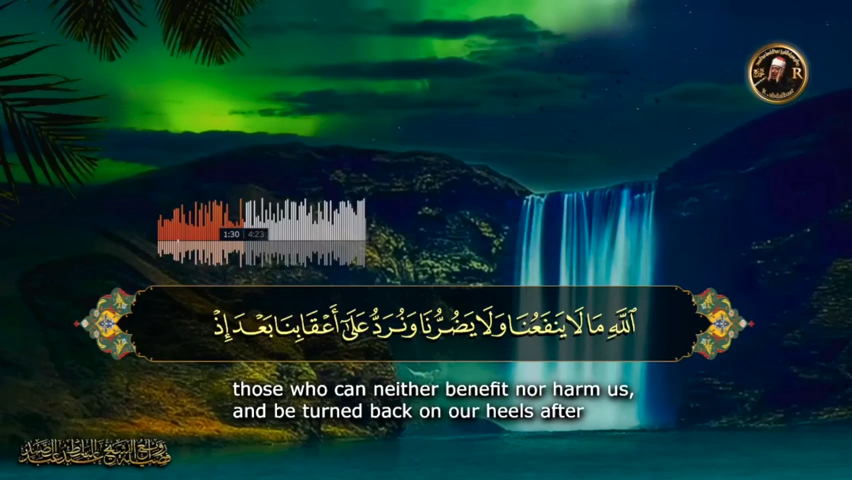 R
1:30 4:23
ٱللَّهِ مَا لَا يَنفَعُنَا وَلَا يَضُرُّنَا وَنُرَدُّ عَلَىٰٓ أَعْقَابِنَا بَعْدَ إِذْ
those who can neither benefit nor harm us,
and be turned back on our heels after